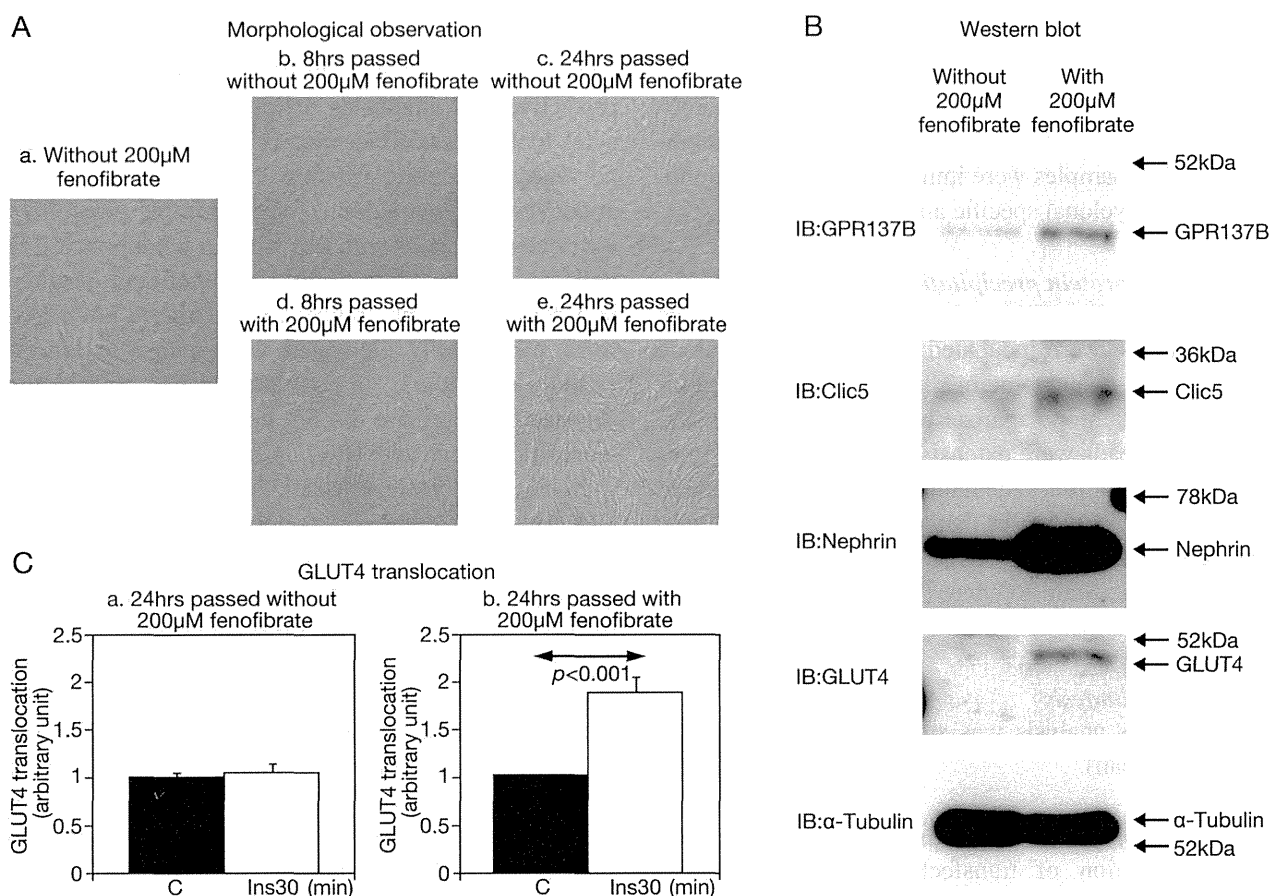 A
Morphological observation
a. Without 200µM
fenofibrate
b. 8hrs passed
without 200µM fenofibrate
c. 24hrs passed
without 200µM fenofibrate
d. 8hrs passed
with 200µM fenofibrate
e. 24hrs passed
with 200µM fenofibrate
B
Western blot
Without
200µM
fenofibrate
With
200µM
fenofibrate
52kDa
IB:GPR137B
GPR137B
36kDa
IB:Clic5
Clic5
78kDa
IB:Nephrin
Nephrin
52kDa
IB:GLUT4
GLUT4
IB:α-Tubulin
α-Tubulin
52kDa
C
GLUT4 translocation
a. 24hrs passed without
200µM fenofibrate
GLUT4 translocation
(arbitrary unit)
2.5
2
1.5
1
0.5
0
C
Ins30 (min)
b. 24hrs passed with
200µM fenofibrate
GLUT4 translocation
(arbitrary unit)
2.5
2
1.5
1
0.5
0
p<0.001
C
Ins30 (min)